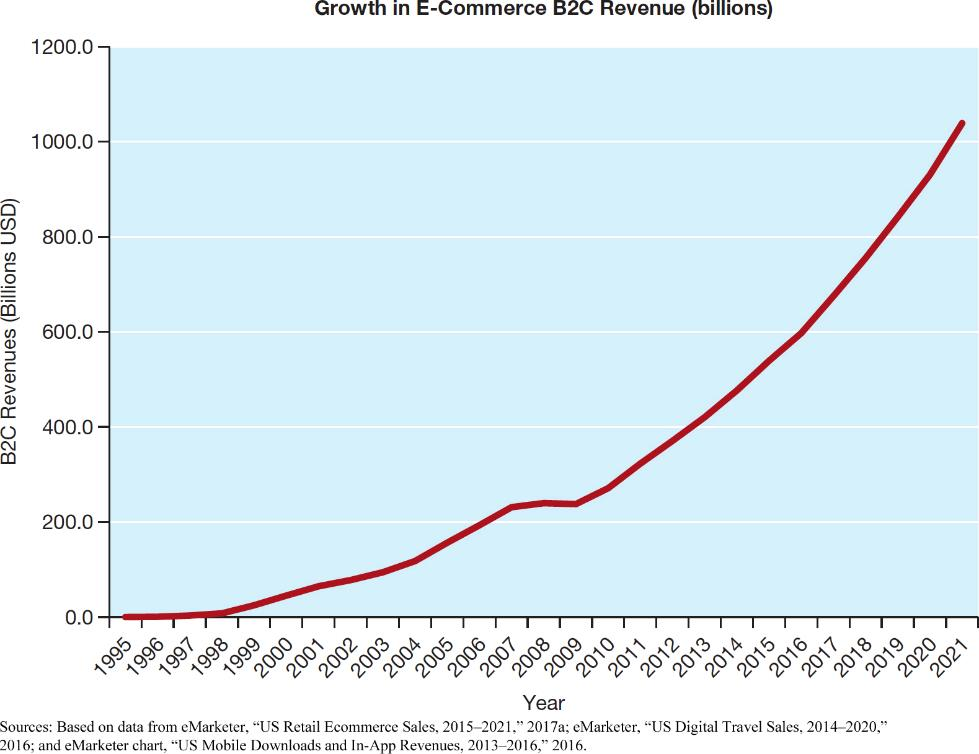 Growth in E-Commerce B2C Revenue (billions)
B2C Revenues (Billions USD)
1200.0
1000.0
800.0
600.0
400.0
200.0
0.0
1995 1996 1997 1998 1999 2000 2001 2002 2003 2004 2005 2006 2007 2008 2009 2010 2011 2012 2013 2014 2015 2016 2017 2018 2019 2020 2021
Year
Sources: Based on data from eMarketer, “US Retail Ecommerce Sales, 2015–2021,” 2017a; eMarketer, “US Digital Travel Sales, 2014–2020,”
2016; and eMarketer chart, “US Mobile Downloads and In-App Revenues, 2013–2016,” 2016.